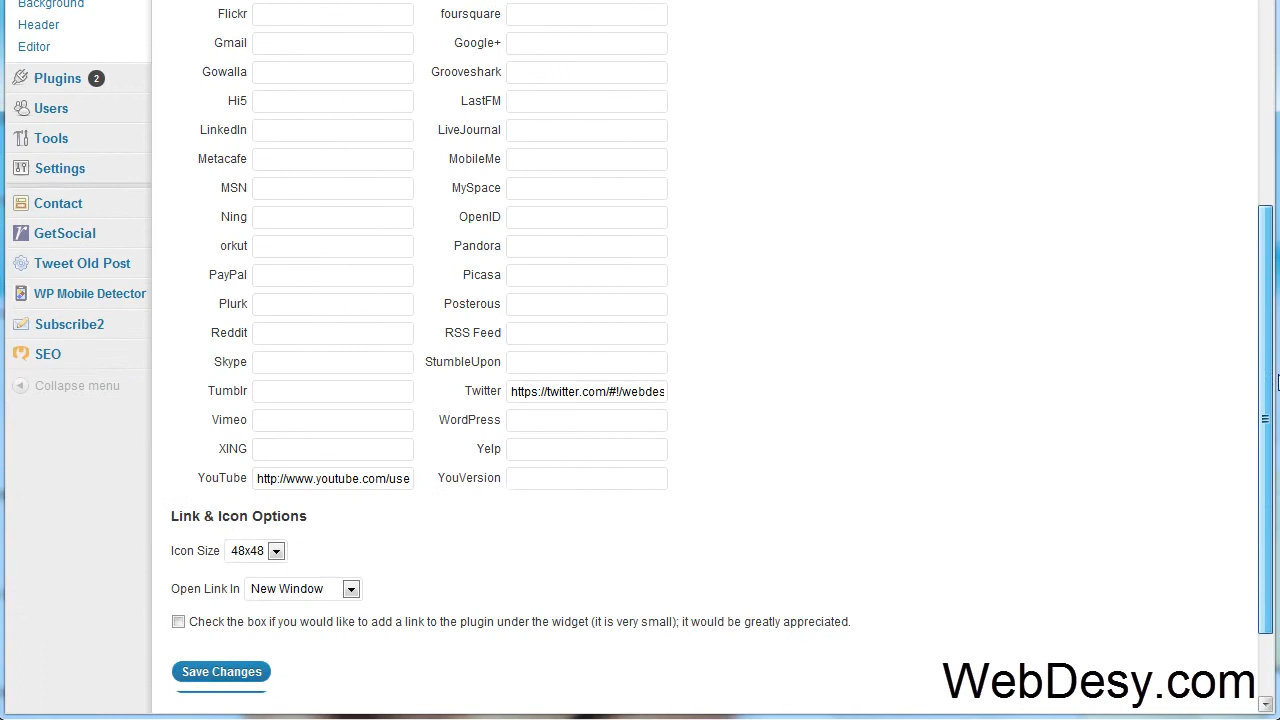 Background
Header
Editor
Plugins 2
Users
Tools
Settings
Contact
GetSocial
Tweet Old Post
WP Mobile Detector
Subscribe2
SEO
Collapse menu
Flickr foursquare
Gmail Google+
Gowalla Grooveshark
Hi5 LastFM
LinkedIn LiveJournal
Metacafe MobileMe
MSN MySpace
Ning OpenID
orkut Pandora
PayPal Picasa
Plurk Posterous
Reddit RSS Feed
Skype StumbleUpon
Tumblr Twitter https://twitter.com/#!/webdes
Vimeo WordPress
XING Yelp
YouTube http://www.youtube.com/use YouVersion
Link & Icon Options
Icon Size 48x48
Open Link In New Window
Check the box if you would like to add a link to the plugin under the widget (it is very small); it would be greatly appreciated.
Save Changes
WebDesy.com